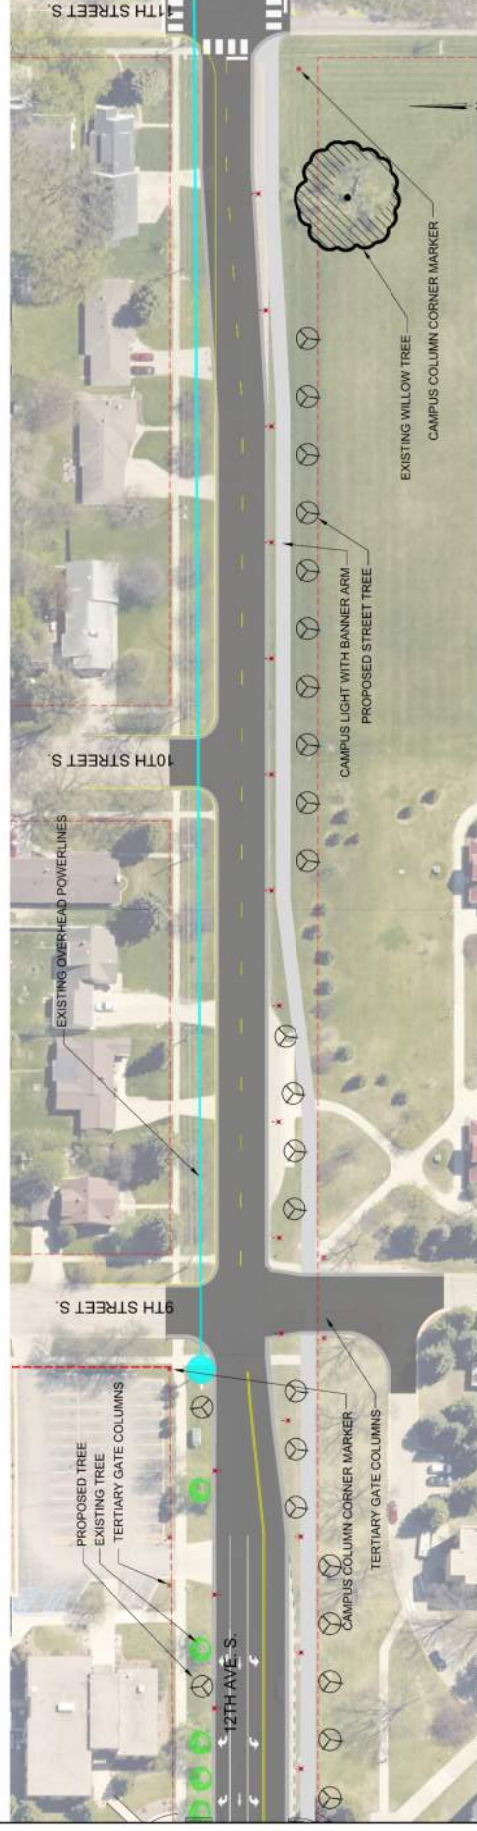 11TH STREET S.
CAMPUS COLUMN CORNER MARKER
EXISTING WILLOW TREE
CAMPUS LIGHT WITH BANNER ARM
PROPOSED STREET TREE
10TH STREET S.
EXISTING OVERHEAD POWERLINES
9TH STREET S.
PROPOSED TREE
EXISTING TREE
TERTIARY GATE COLUMNS
CAMPUS COLUMN CORNER MARKER
TERTIARY GATE COLUMNS
12TH AVE. S.